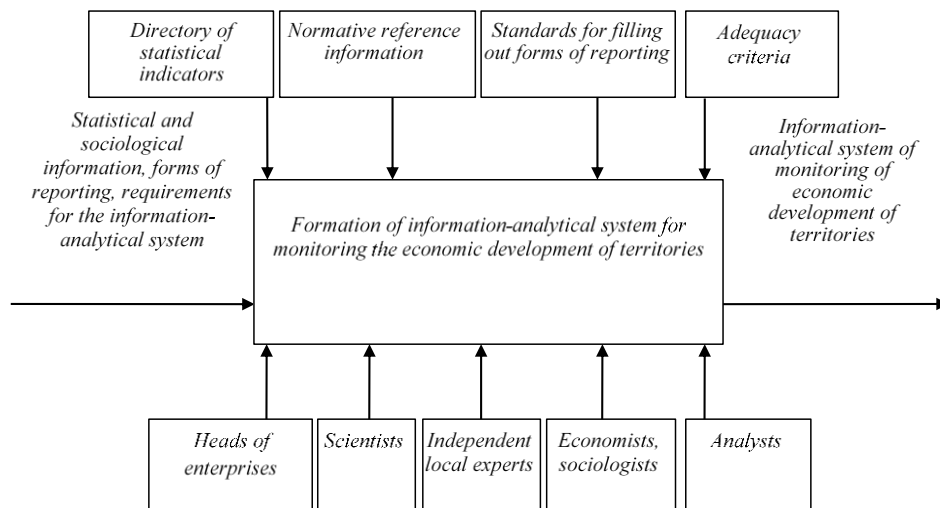 Directory of
statistical
indicators
Normative reference
information
Standards for filling
out forms of reporting
Adequacy
criteria
Statistical and
sociological
information, forms of
reporting, requirements
for the information-
analytical system
Information-
analytical system of
monitoring of
economic
development of
territories
Formation of information-analytical system for
monitoring the economic development of territories
Heads of
enterprises
Scientists
Independent
local experts
Economists,
sociologists
Analysts